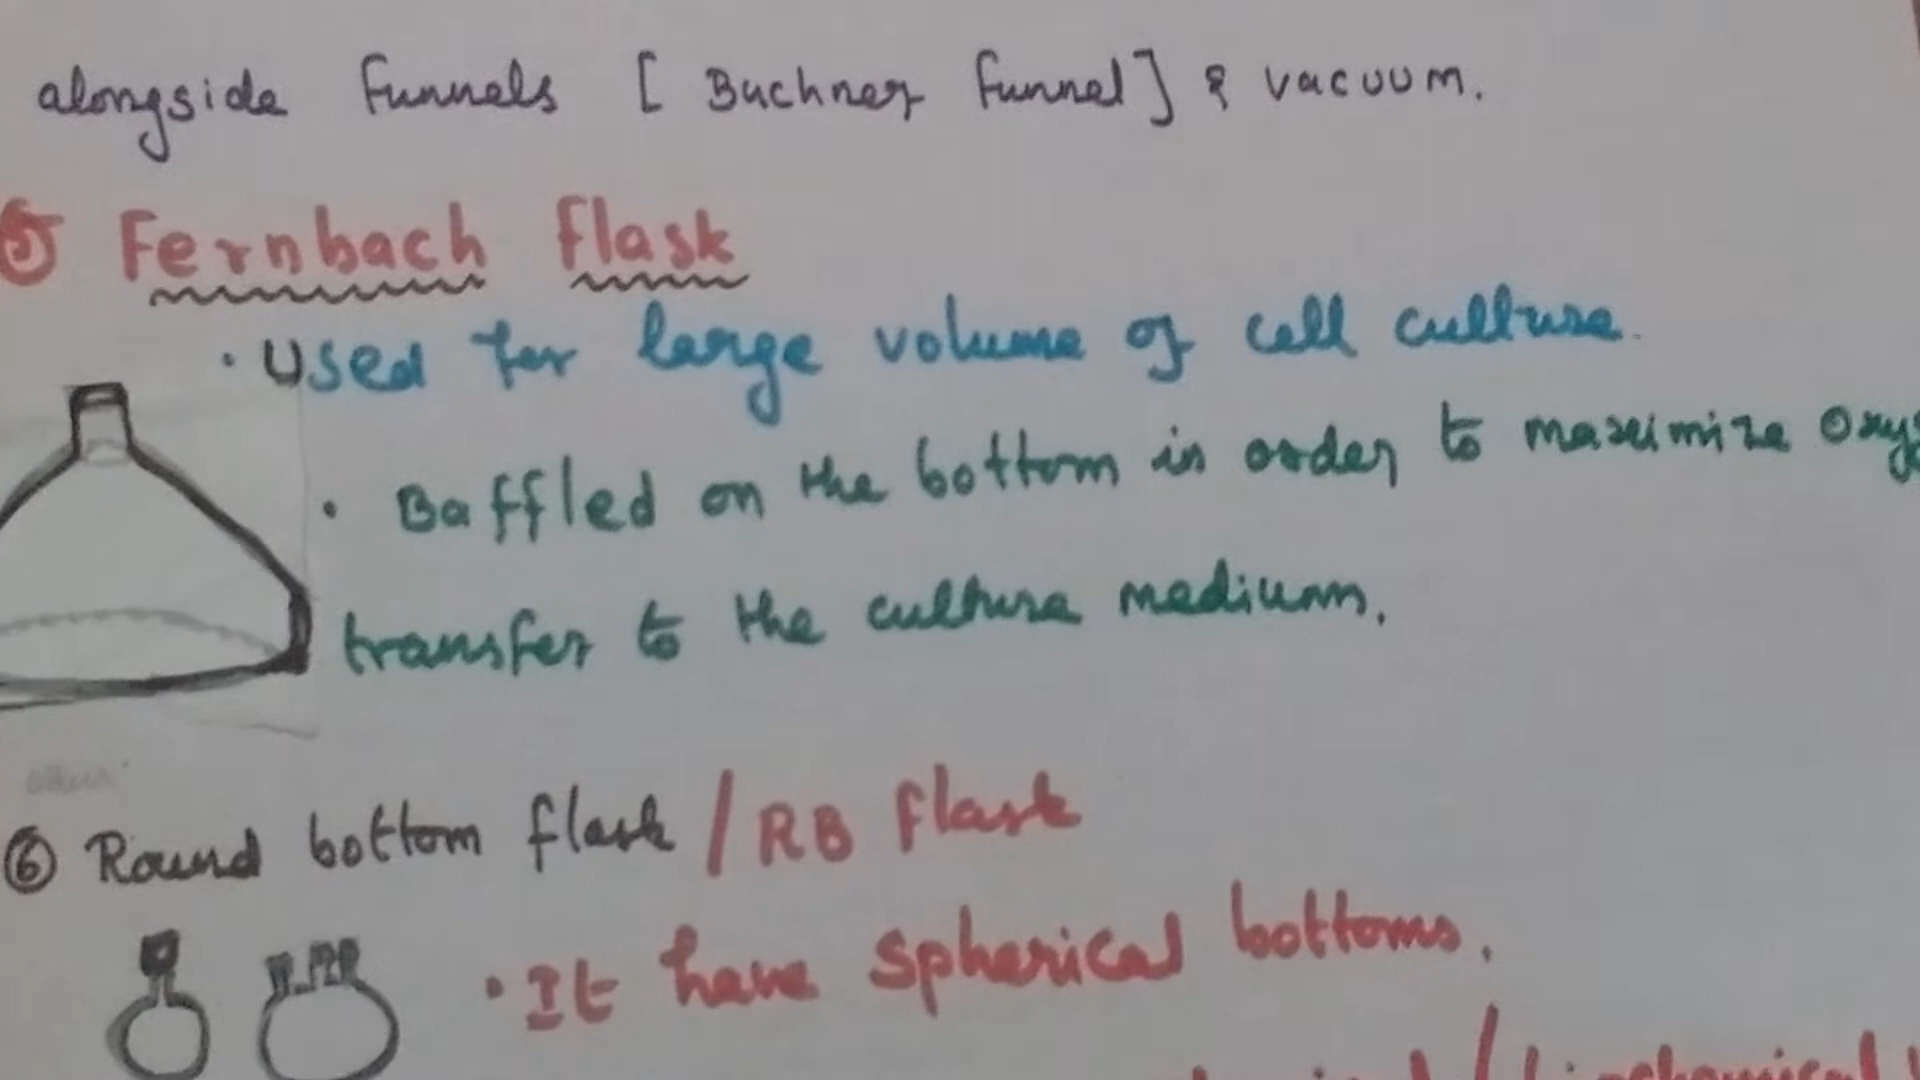 alongside funnels [ Buchner funnel] & vacuum.
⑤ Fernbach flask
• Used for large volume of cell culture.
• Baffled on the bottom in order to maximize
transfer to the culture medium.
⑥ Round bottom flask / RB flask
• It have spherical bottoms.